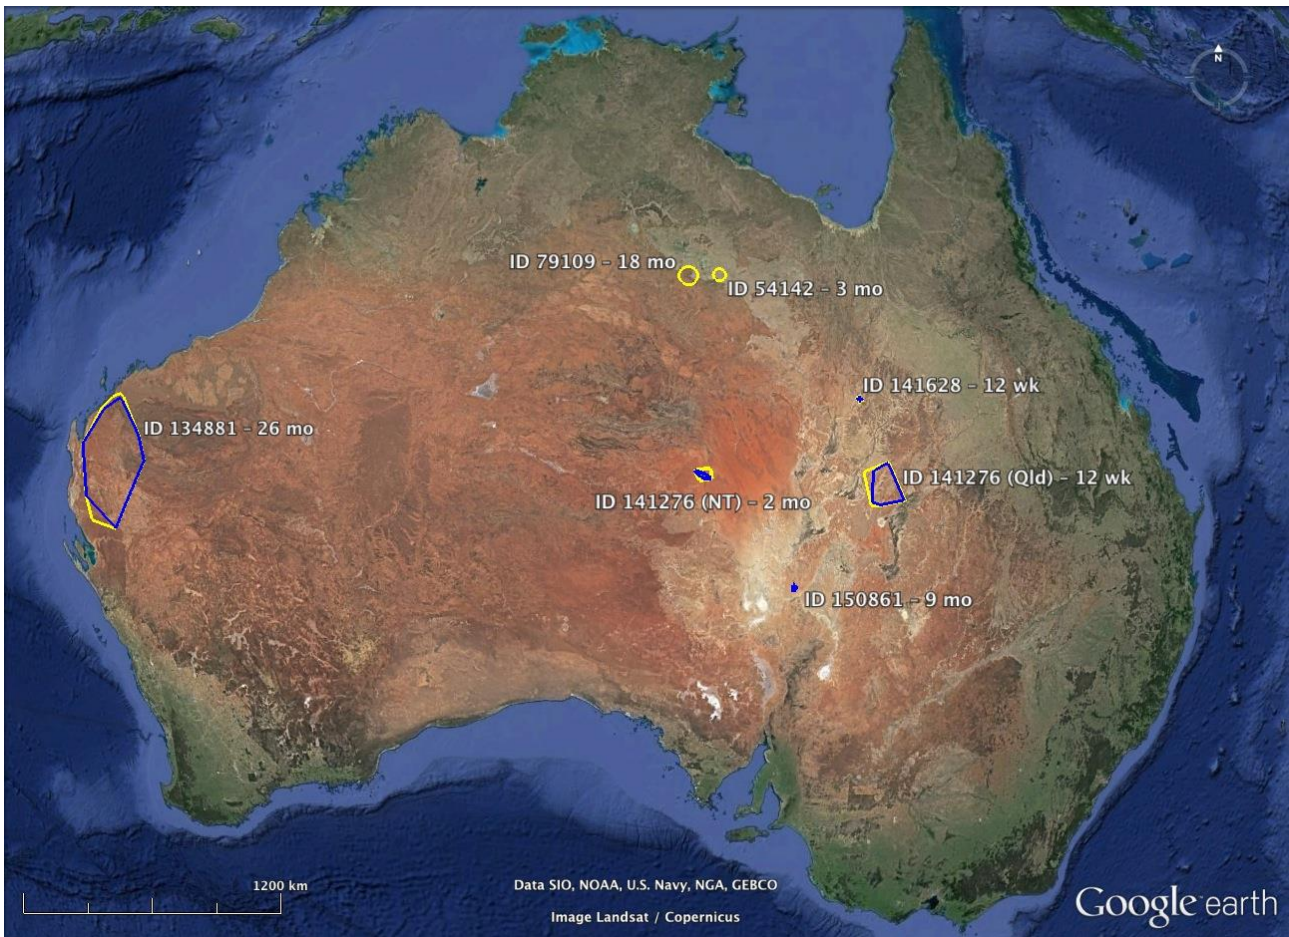 N
ID 79109 - 18 mo
ID 54142 - 3 mo
ID 141628 - 12 wk
ID 134881 - 26 mo
ID 141276 (Qld) - 12 wk
ID 141276 (NT) - 2 mo
ID 150861 - 9 mo
1200 km
Data SIO, NOAA, U.S. Navy, NGA, GEBCO
Image Landsat / Copernicus
Google earth